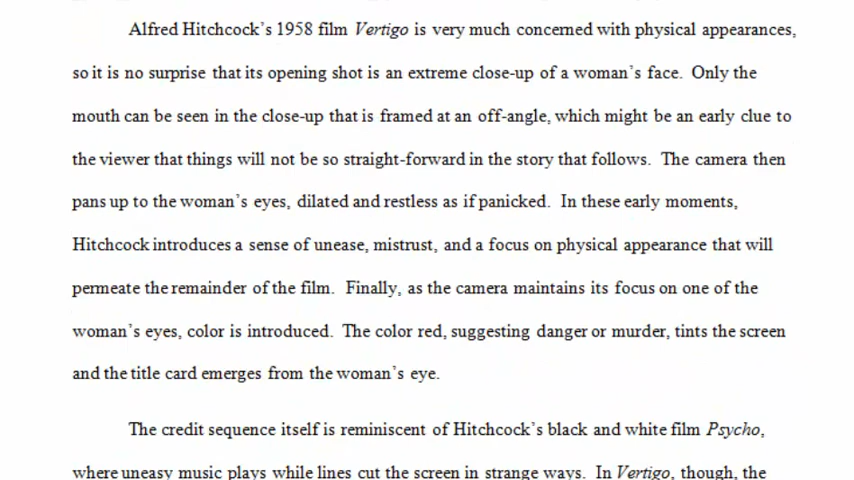 Alfred Hitchcock's 1958 film Vertigo is very much concerned with physical appearances,
so it is no surprise that its opening shot is an extreme close-up of a woman's face. Only the
mouth can be seen in the close-up that is framed at an off-angle, which might be an early clue to
the viewer that things will not be so straight-forward in the story that follows. The camera then
pans up to the woman's eyes, dilated and restless as if panicked. In these early moments,
Hitchcock introduces a sense of unease, mistrust, and a focus on physical appearance that will
permeate the remainder of the film. Finally, as the camera maintains its focus on one of the
woman's eyes, color is introduced. The color red, suggesting danger or murder, tints the screen
and the title card emerges from the woman's eye.
The credit sequence itself is reminiscent of Hitchcock's black and white film Psycho,
where uneasy music plays while lines cut the screen in strange ways. In Vertigo, though, the